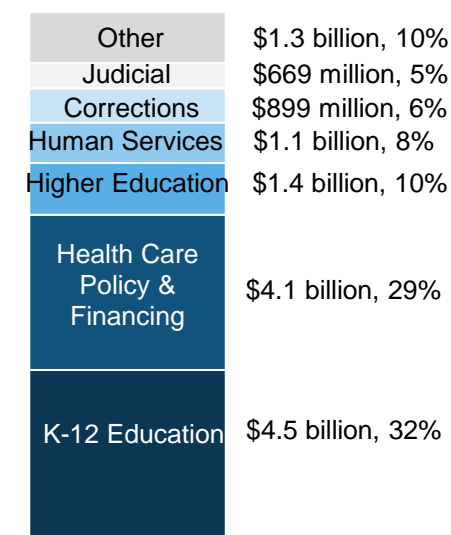 Other $1.3 billion, 10%
Judicial $669 million, 5%
Corrections $899 million, 6%
Human Services $1.1 billion, 8%
Higher Education $1.4 billion, 10%
Health Care
Policy &
Financing
$4.1 billion, 29%
K-12 Education $4.5 billion, 32%